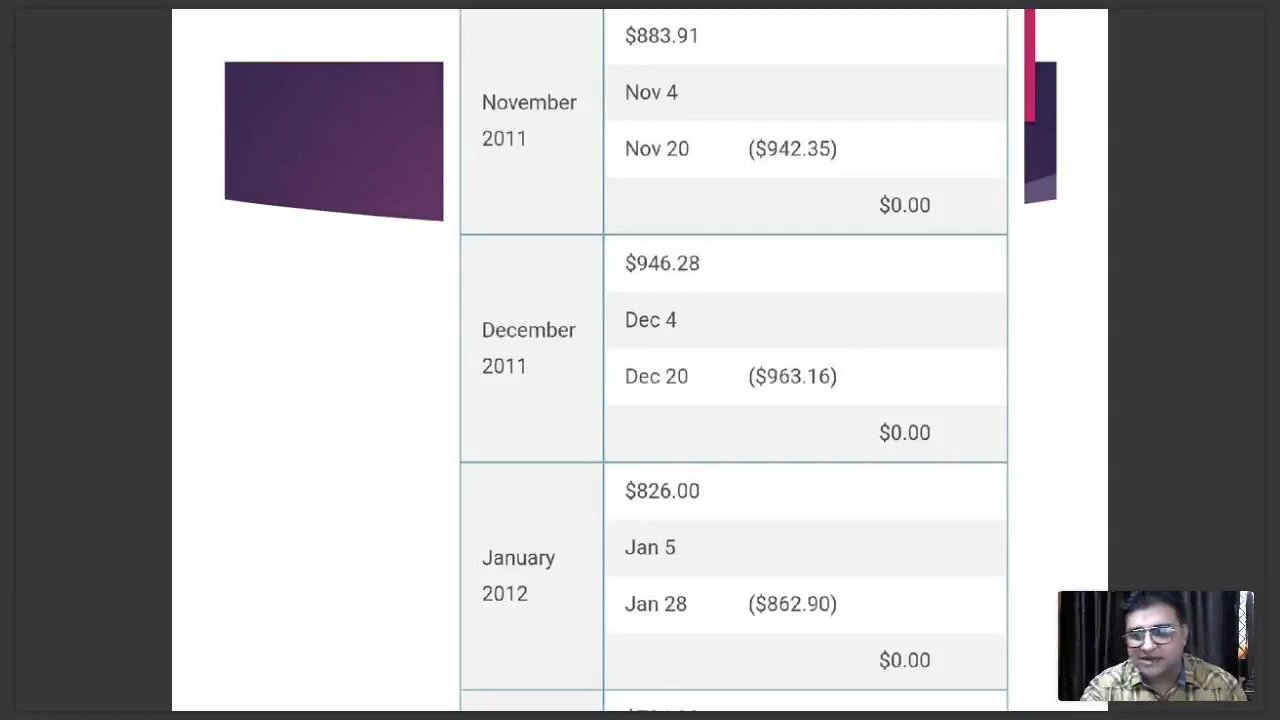 $883.91
November
2011
Nov 4
Nov 20 ($942.35)
$0.00
$946.28
December
2011
Dec 4
Dec 20 ($963.16)
$0.00
$826.00
January
2012
Jan 5
Jan 28 ($862.90)
$0.00